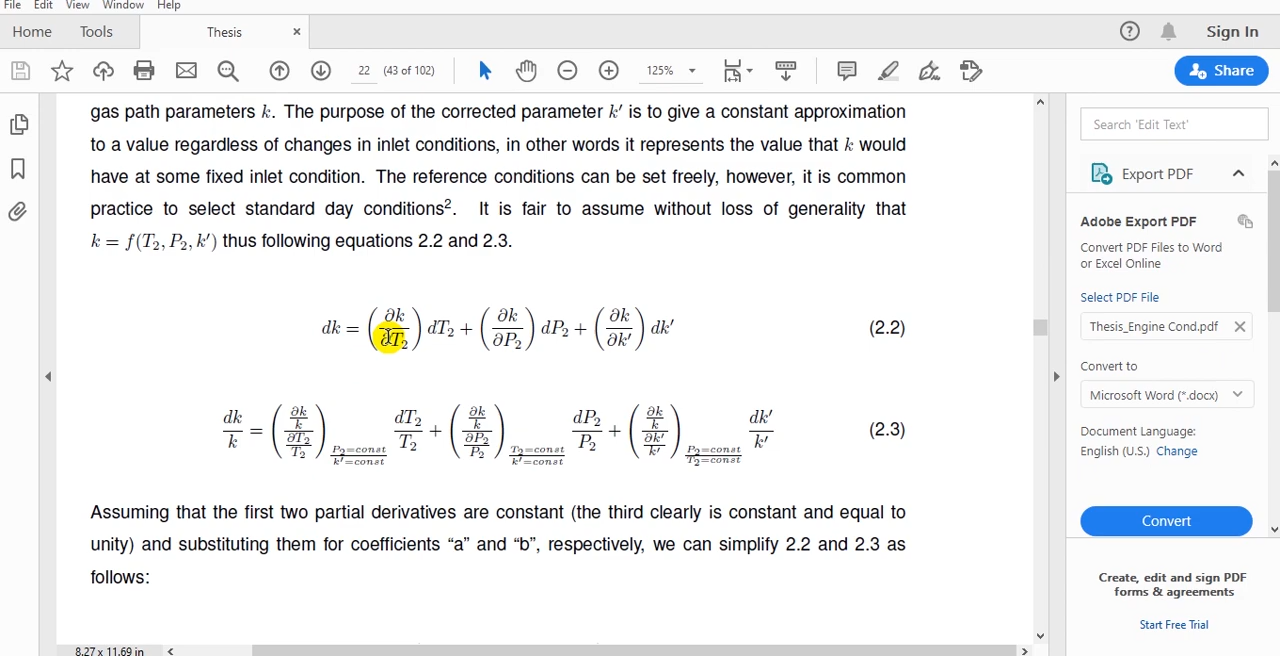 File Edit View Window Help
Home Tools Thesis × Sign In
22 (43 of 102) 125% Share
gas path parameters k. The purpose of the corrected parameter k′ is to give a constant approximation
to a value regardless of changes in inlet conditions, in other words it represents the value that k would
have at some fixed inlet condition. The reference conditions can be set freely, however, it is common
practice to select standard day conditions². It is fair to assume without loss of generality that
k = f(T₂, P₂, k′) thus following equations 2.2 and 2.3.
dk = (∂k/∂T₂) dT₂ + (∂k/∂P₂) dP₂ + (∂k/∂k′) dk′ (2.2)
dk/k = ((∂k/k)/(∂T₂/T₂)) P₂=const k′=const dT₂/T₂ + ((∂k/k)/(∂P₂/P₂)) T₂=const k′=const dP₂/P₂ + ((∂k/k)/(∂k′/k′)) P₂=const T₂=const dk′/k′ (2.3)
Assuming that the first two partial derivatives are constant (the third clearly is constant and equal to
unity) and substituting them for coefficients “a” and “b”, respectively, we can simplify 2.2 and 2.3 as
follows:
8.27 x 11.69 in
Search 'Edit Text'
Export PDF
Adobe Export PDF
Convert PDF Files to Word
or Excel Online
Select PDF File
Thesis_Engine Cond.pdf
Convert to
Microsoft Word (*.docx)
Document Language:
English (U.S.) Change
Convert
Create, edit and sign PDF
forms & agreements
Start Free Trial